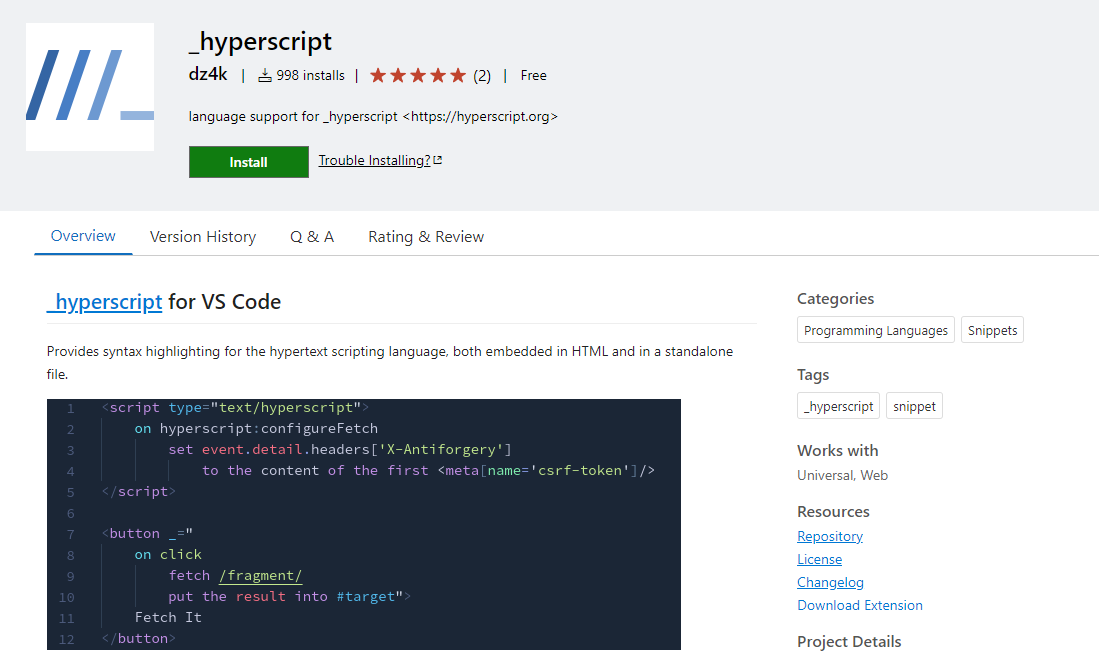 _hyperscript
dz4k | 998 installs | (2) | Free
language support for _hyperscript <https://hyperscript.org>
Install Trouble Installing?
Overview Version History Q & A Rating & Review
_hyperscript for VS Code
Provides syntax highlighting for the hypertext scripting language, both embedded in HTML and in a standalone
file.
1 <script type="text/hyperscript">
2 on hyperscript:configureFetch
3 set event.detail.headers['X-Antiforgery']
4 to the content of the first <meta[name='csrf-token']/>
5 </script>
6
7 <button _="
8 on click
9 fetch /fragment/
10 put the result into #target">
11 Fetch It
12 </button>
Categories
Programming Languages Snippets
Tags
_hyperscript snippet
Works with
Universal, Web
Resources
Repository
License
Changelog
Download Extension
Project Details